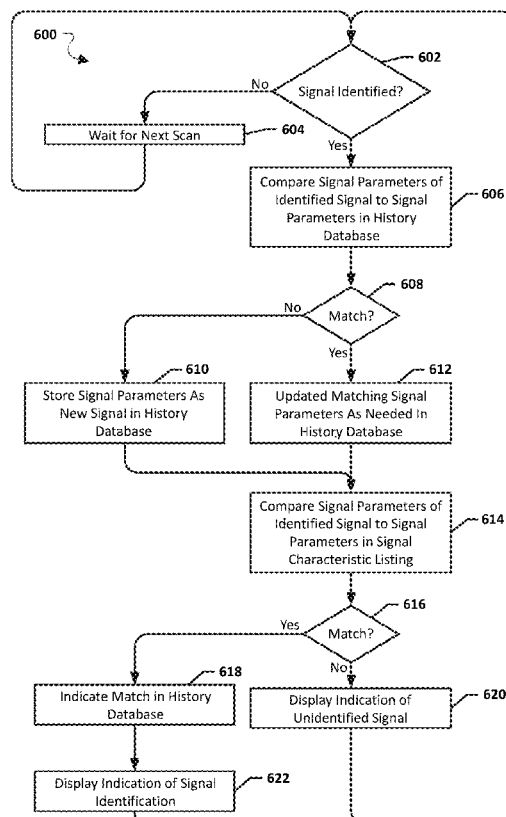 600
602
Signal Identified?
No
Yes
Wait for Next Scan
604
Compare Signal Parameters of
Identified Signal to Signal
Parameters in History
Database
606
608
Match?
No
Yes
610
Store Signal Parameters As
New Signal in History
Database
612
Updated Matching Signal
Parameters As Needed In
History Database
Compare Signal Parameters of
Identified Signal to Signal
Parameters in Signal
Characteristic Listing
614
616
Match?
Yes
No
618
Indicate Match in History
Database
Display Indication of
Unidentified Signal
620
Display Indication of Signal
Identification
622